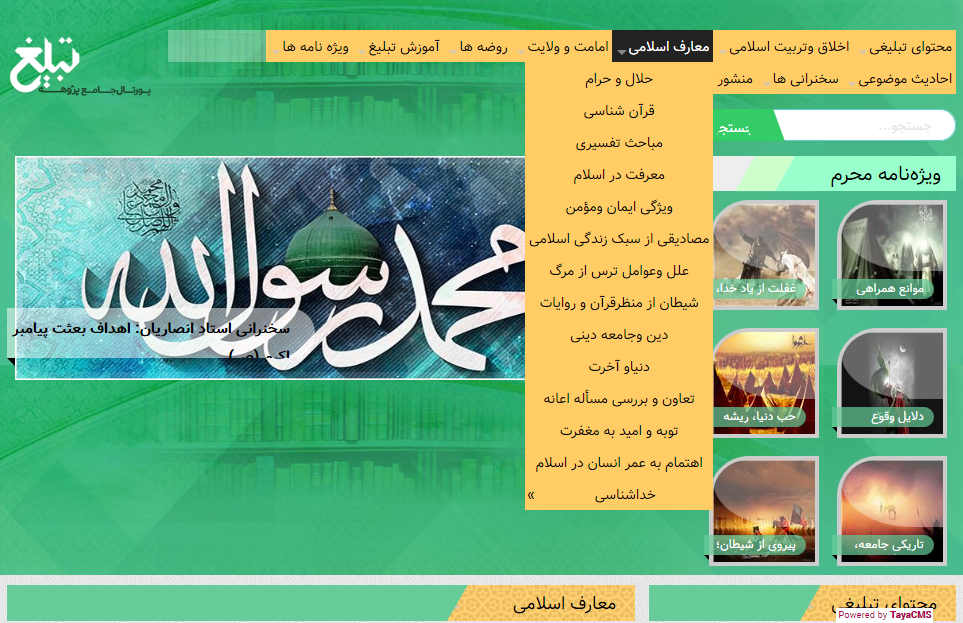 محتوای تبلیغی
اخلاق وتربیت اسلامی
معارف اسلامی
امامت و ولایت
روضه ها
آموزش تبلیغ
ویژه نامه ها
احادیث موضوعی
سخنرانی ها
منشور
تبلیغ
پورتال جامع پژوهه
حلال و حرام
قرآن شناسی
مباحث تفسیری
معرفت در اسلام
ویژگی ایمان ومؤمن
مصادیقی از سبک زندگی اسلامی
علل وعوامل ترس از مرگ
شیطان از منظرقرآن و روایات
دین وجامعه دینی
دنیاو آخرت
تعاون و بررسی مسأله اعانه
توبه و امید به مغفرت
اهتمام به عمر انسان در اسلام
خداشناسی »
جستجو...
ویژه‌نامه محرم
موانع همراهی
غفلت از یاد خدا،
دلایل وقوع
حب دنیا، ریشه
تاریکی جامعه،
پیروی از شیطان؛
محمد رسول الله
سخنرانی استاد انصاریان: اهداف بعثت پیامبر
اکرم (ص)
محتوای تبلیغی
معارف اسلامی
Powered by TayaCMS